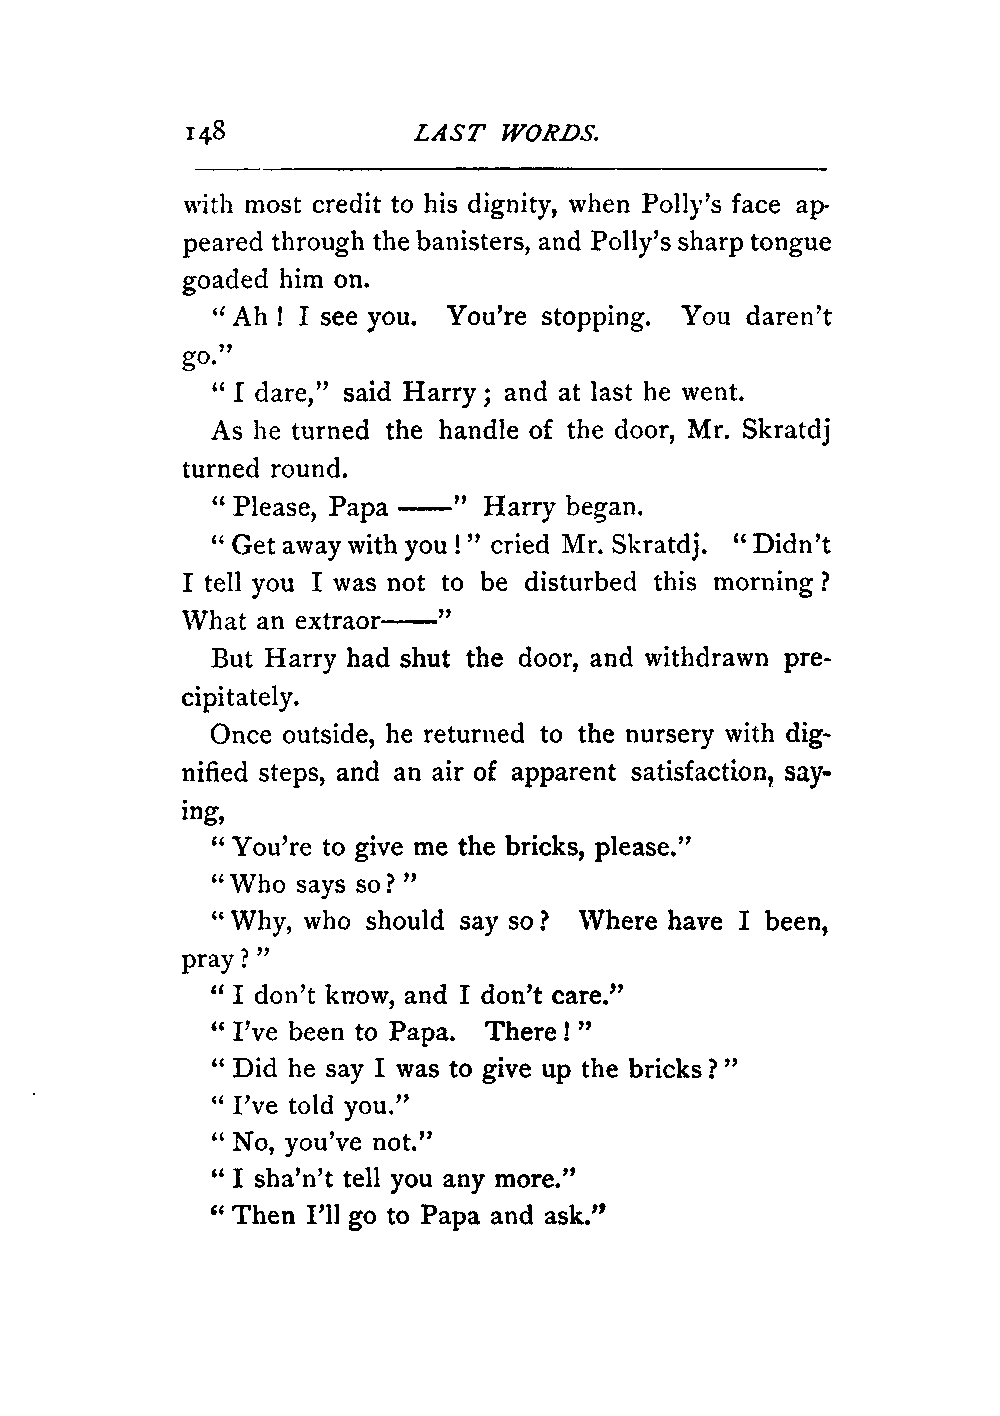 148 LAST WORDS.
with most credit to his dignity, when Polly's face ap-
peared through the banisters, and Polly's sharp tongue
goaded him on.
"Ah! I see you. You're stopping. You daren't
go."
"I dare," said Harry; and at last he went.
As he turned the handle of the door, Mr. Skratdj
turned round.
"Please, Papa ——" Harry began.
"Get away with you!" cried Mr. Skratdj. "Didn't
I tell you I was not to be disturbed this morning?
What an extraor——"
But Harry had shut the door, and withdrawn pre-
cipitately.
Once outside, he returned to the nursery with dig-
nified steps, and an air of apparent satisfaction, say-
ing,
"You're to give me the bricks, please."
"Who says so?"
"Why, who should say so? Where have I been,
pray?"
"I don't know, and I don't care."
"I've been to Papa. There!"
"Did he say I was to give up the bricks?"
"I've told you."
"No, you've not."
"I sha'n't tell you any more."
"Then I'll go to Papa and ask."